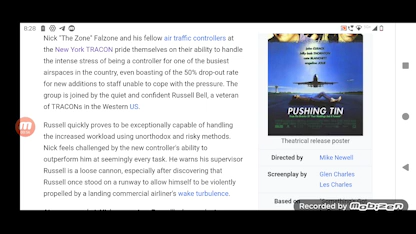 8:28
Nick "The Zone" Falzone and his fellow air traffic controllers at
the New York TRACON pride themselves on their ability to handle
the intense stress of being a controller for one of the busiest
airspaces in the country, even boasting of the 50% drop-out rate
for new additions to staff unable to cope with the pressure. The
group is joined by the quiet and confident Russell Bell, a veteran
of TRACONs in the Western US.
Russell quickly proves to be exceptionally capable of handling
the increased workload using unorthodox and risky methods.
Nick feels challenged by the new controller's ability to
outperform him at seemingly every task. He warns his supervisor
Russell is a loose cannon, especially after discovering that
Russell once stood on a runway to allow himself to be violently
propelled by a landing commercial airliner's wake turbulence.
PUSHING TIN
Theatrical release poster
Directed by Mike Newell
Screenplay by Glen Charles
Les Charles
Based on
Recorded by Mobizen